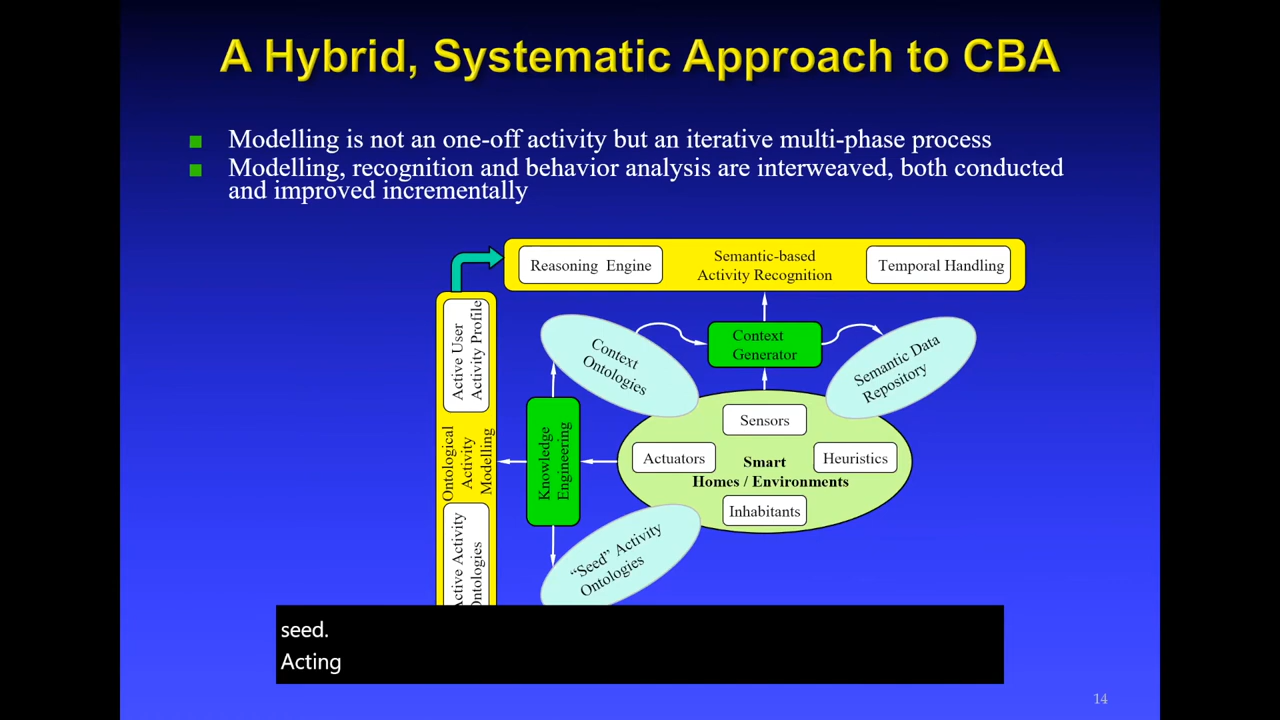 A Hybrid, Systematic Approach to CBA
Modelling is not an one-off activity but an iterative multi-phase process
Modelling, recognition and behavior analysis are interweaved, both conducted
and improved incrementally
Reasoning Engine
Semantic-based
Activity Recognition
Temporal Handling
Active User
Activity Profile
Context
Ontologies
Context
Generator
Semantic Data
Repository
Sensors
Ontological
Activity
Modelling
Knowledge
Engineering
Actuators
Smart
Homes / Environments
Heuristics
Inhabitants
Active Activity
Ontologies
“Seed” Activity
Ontologies
seed.
Acting
14